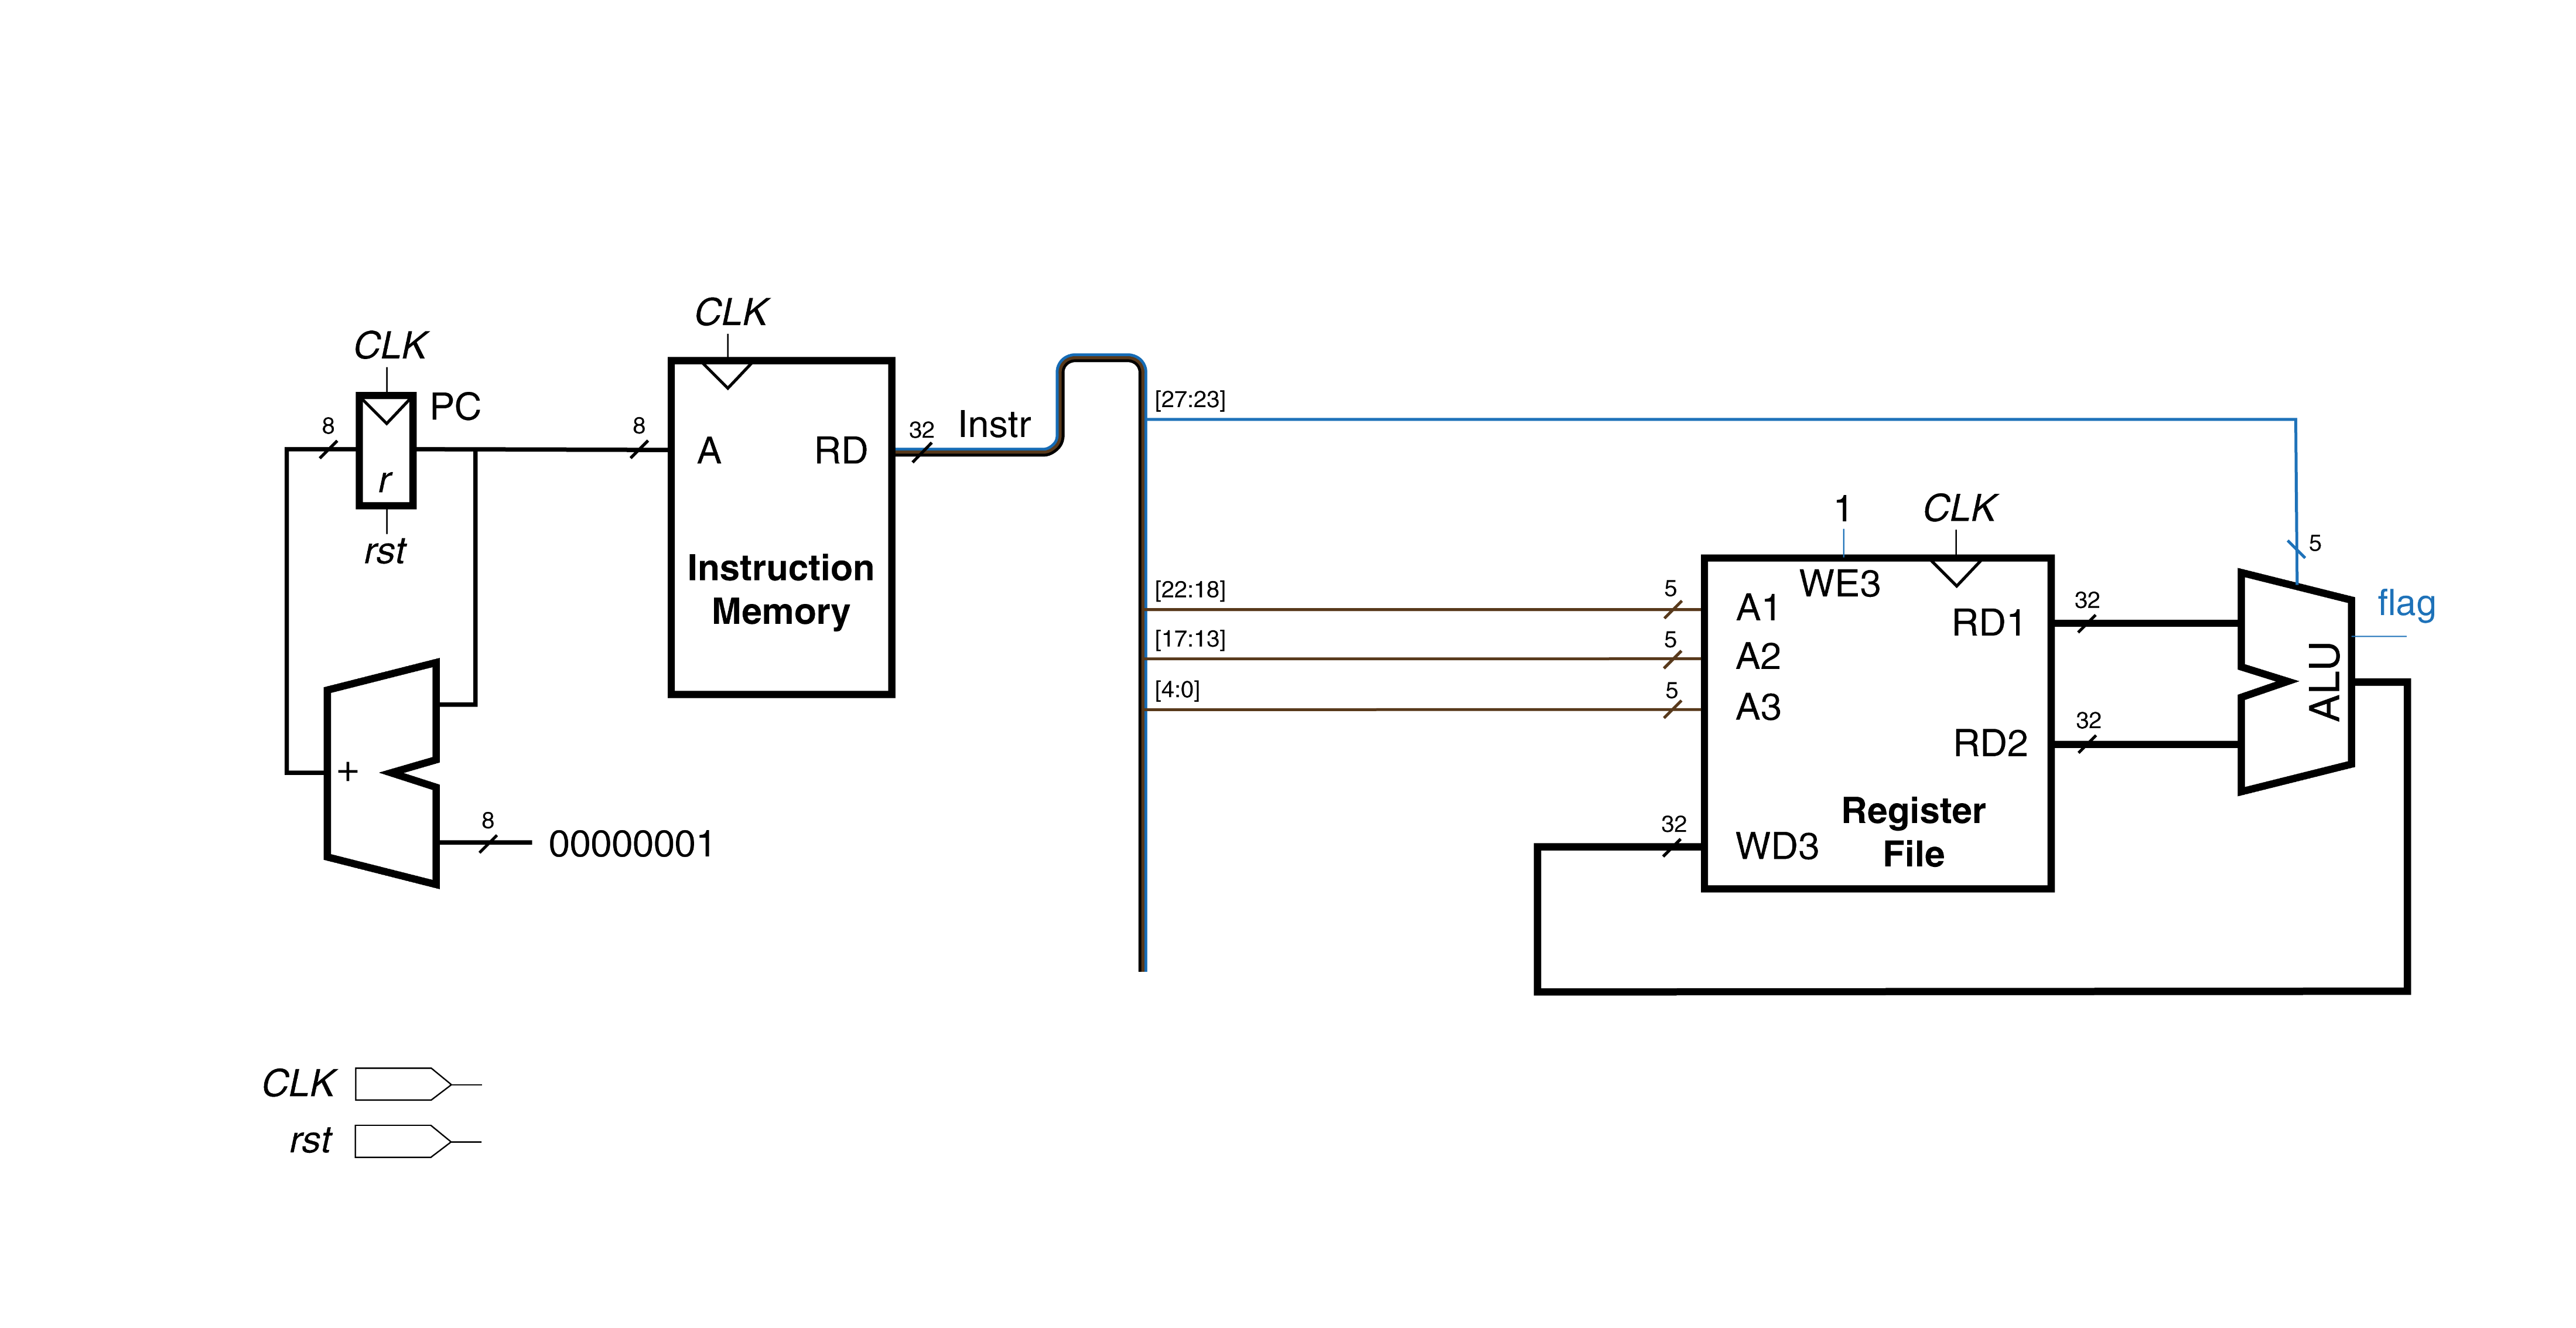 CLK
CLK
PC
8
r
rst
8
A
RD
Instruction
Memory
32
Instr
+
8
00000001
[27:23]
[22:18]
[17:13]
[4:0]
5
5
5
1
CLK
WE3
A1
A2
A3
RD1
RD2
32
WD3
Register
File
32
32
5
flag
ALU
CLK
rst